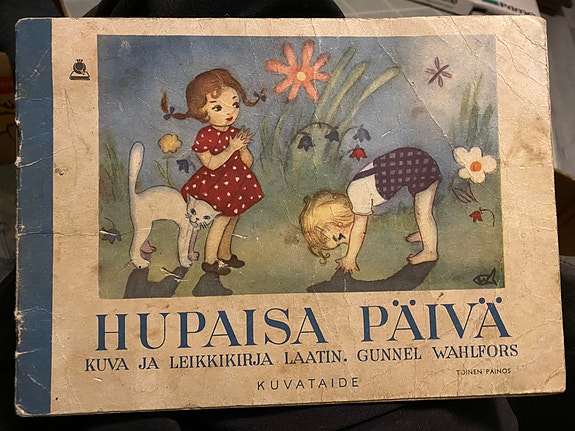 HUPAISA PÄIVÄ
KUVA JA LEIKKIKIRJA LAATIN. GUNNEL WAHLFORS
TOINEN PAINOS
KUVATAIDE